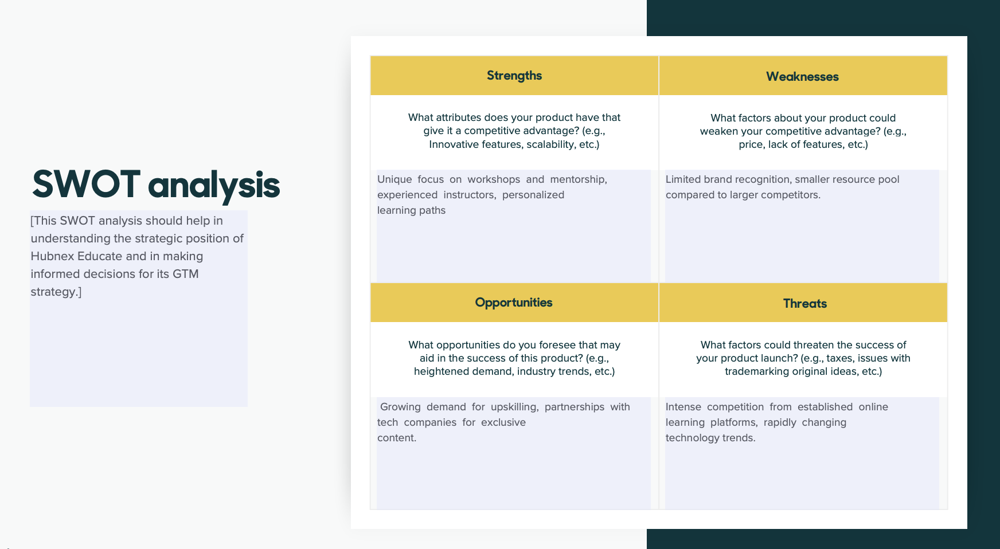 SWOT analysis
[This SWOT analysis should help in
understanding the strategic position of
Hubnex Educate and in making
informed decisions for its GTM
strategy.]
Strengths
What attributes does your product have that
give it a competitive advantage? (e.g.,
Innovative features, scalability, etc.)
Unique focus on workshops and mentorship,
experienced instructors, personalized
learning paths
Weaknesses
What factors about your product could
weaken your competitive advantage? (e.g.,
price, lack of features, etc.)
Limited brand recognition, smaller resource pool
compared to larger competitors.
Opportunities
What opportunities do you foresee that may
aid in the success of this product? (e.g.,
heightened demand, industry trends, etc.)
Growing demand for upskilling, partnerships with
tech companies for exclusive
content.
Threats
What factors could threaten the success of
your product launch? (e.g., taxes, issues with
trademarking original ideas, etc.)
Intense competition from established online
learning platforms, rapidly changing
technology trends.